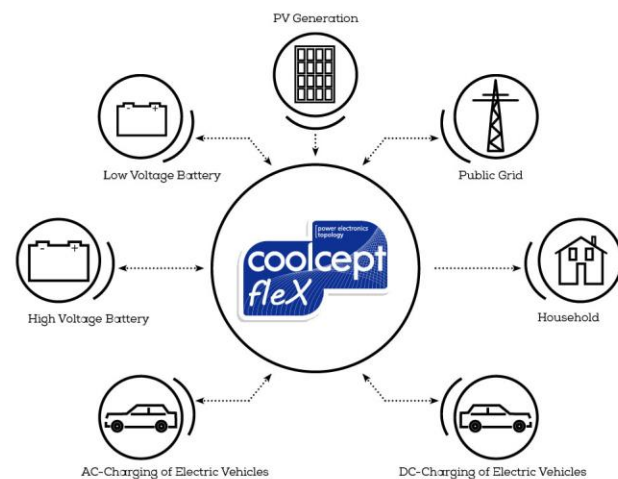 PV Generation
Low Voltage Battery
Public Grid
power electronics
topology
coolcept
fleX
High Voltage Battery
Household
AC-Charging of Electric Vehicles
DC-Charging of Electric Vehicles